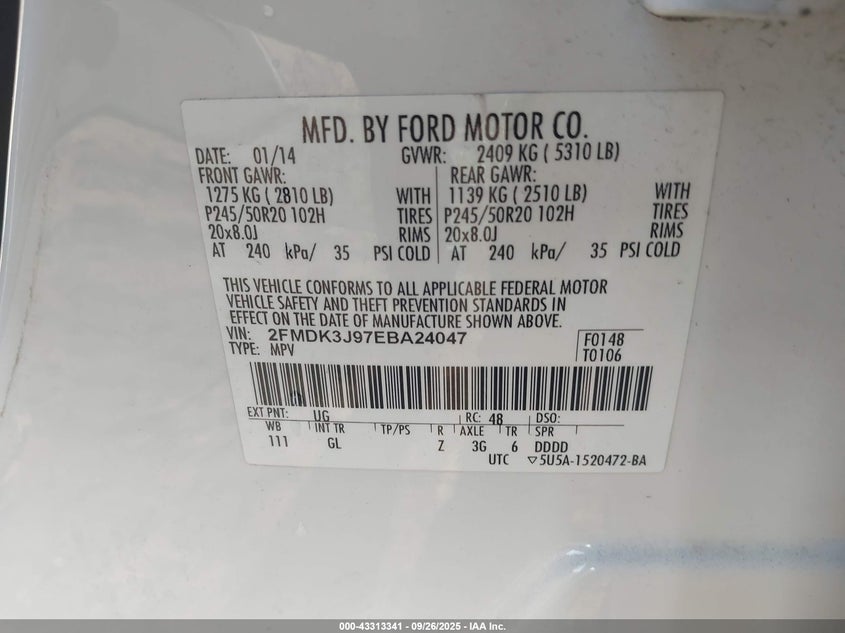 MFD. BY FORD MOTOR CO.
DATE: 01/14 GVWR: 2409 KG ( 5310 LB)
FRONT GAWR: REAR GAWR:
1275 KG ( 2810 LB) WITH 1139 KG ( 2510 LB) WITH
P245/50R20 102H TIRES P245/50R20 102H TIRES
20x8.0J RIMS 20x8.0J RIMS
AT 240 kPa/ 35 PSI COLD AT 240 kPa/ 35 PSI COLD
THIS VEHICLE CONFORMS TO ALL APPLICABLE FEDERAL MOTOR
VEHICLE SAFETY AND THEFT PREVENTION STANDARDS IN
EFFECT ON THE DATE OF MANUFACTURE SHOWN ABOVE.
VIN: 2FMDK3J97EBA24047 F0148
TYPE: MPV T0106
EXT PNT: UG RC: 48 DSO:
WB INT TR TP/PS R AXLE TR SPR
111 GL Z 3G 6 DDDD
UTC ▽5U5A-1520472-BA
000-43313341 - 09/26/2025 - IAA Inc.